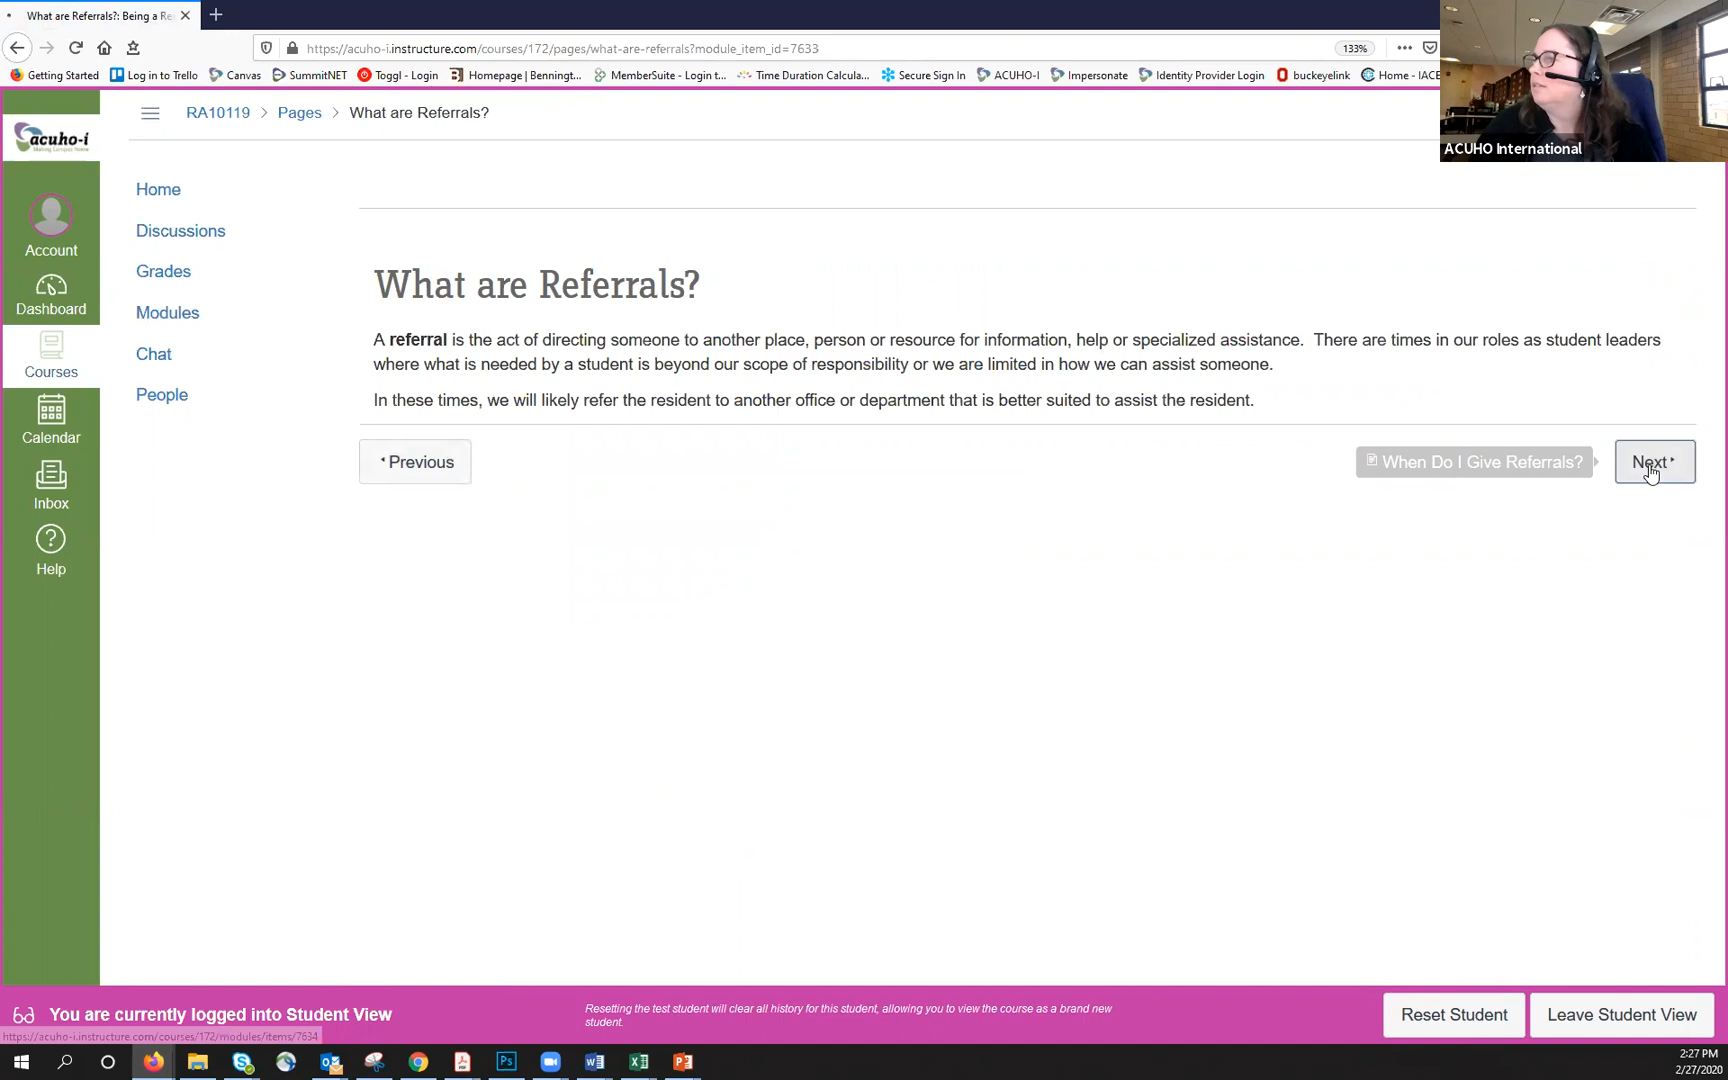 What are Referrals?: Being a Re
https://acuho-i.instructure.com/courses/172/pages/what-are-referrals?module_item_id=7633
133%
Getting Started
Log in to Trello
Canvas
SummitNET
Toggl - Login
Homepage | Benningt...
MemberSuite - Login t...
Time Duration Calcula...
Secure Sign In
ACUHO-I
Impersonate
Identity Provider Login
buckeyelink
Home - IACE
ACUHO International
acuho-i
RA10119 > Pages > What are Referrals?
Account
Dashboard
Courses
Calendar
Inbox
Help
Home
Discussions
Grades
Modules
Chat
People
What are Referrals?
A referral is the act of directing someone to another place, person or resource for information, help or specialized assistance. There are times in our roles as student leaders
where what is needed by a student is beyond our scope of responsibility or we are limited in how we can assist someone.
In these times, we will likely refer the resident to another office or department that is better suited to assist the resident.
Previous
When Do I Give Referrals?
Next
You are currently logged into Student View
Resetting the test student will clear all history for this student, allowing you to view the course as a brand new
student.
Reset Student
Leave Student View
https://acuho-i.instructure.com/courses/172/modules/items/7634
2:27 PM
2/27/2020